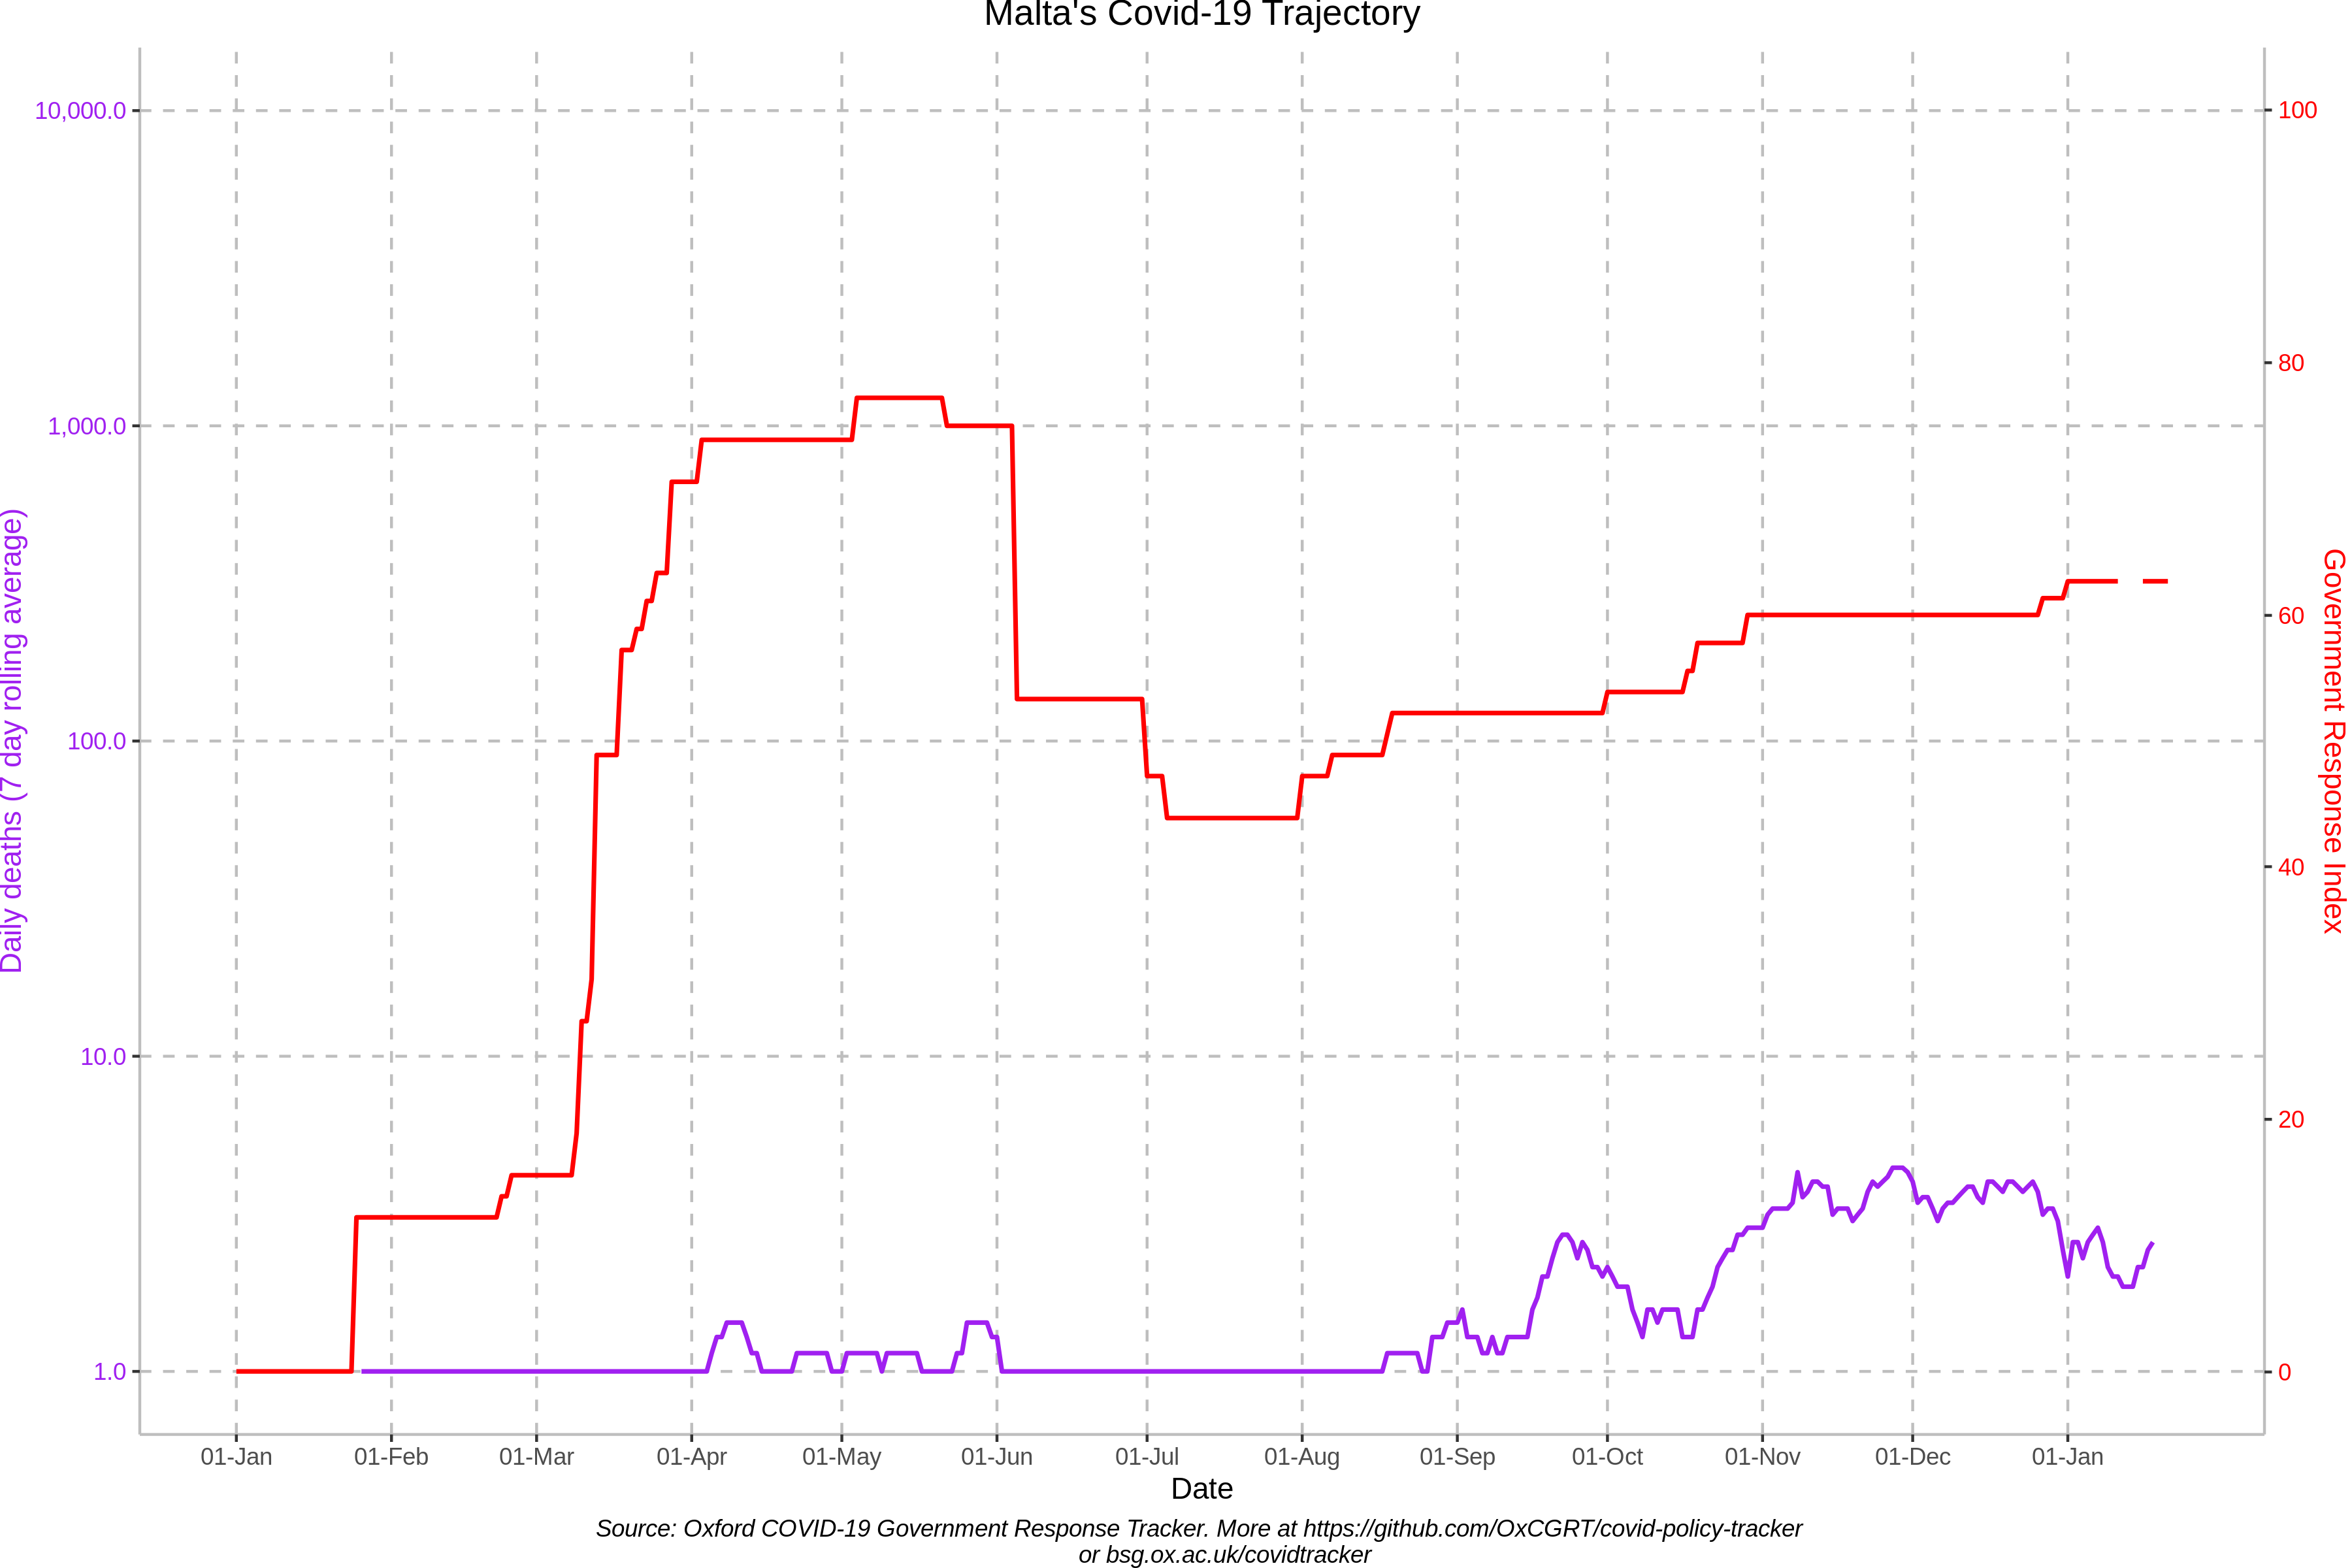 Malta's Covid-19 Trajectory
10,000.0
1,000.0
100.0
10.0
1.0
Daily deaths (7 day rolling average)
100
80
60
40
20
0
Government Response Index
01-Jan 01-Feb 01-Mar 01-Apr 01-May 01-Jun 01-Jul 01-Aug 01-Sep 01-Oct 01-Nov 01-Dec 01-Jan
Date
Source: Oxford COVID-19 Government Response Tracker. More at https://github.com/OxCGRT/covid-policy-tracker
or bsg.ox.ac.uk/covidtracker